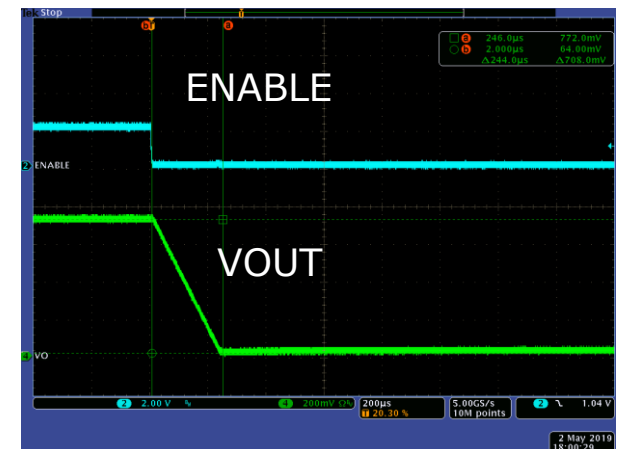 Tek Stop
b T a
a 246.0µs 772.0mV
b 2.000µs 64.00mV
Δ244.0µs Δ708.0mV
ENABLE
2 ENABLE
VOUT
4 VO
2 2.00 V 4 200mV Ω 200µs 5.00GS/s 2 1.04 V
T 20.30 % 10M points
2 May 2019
18:00:29